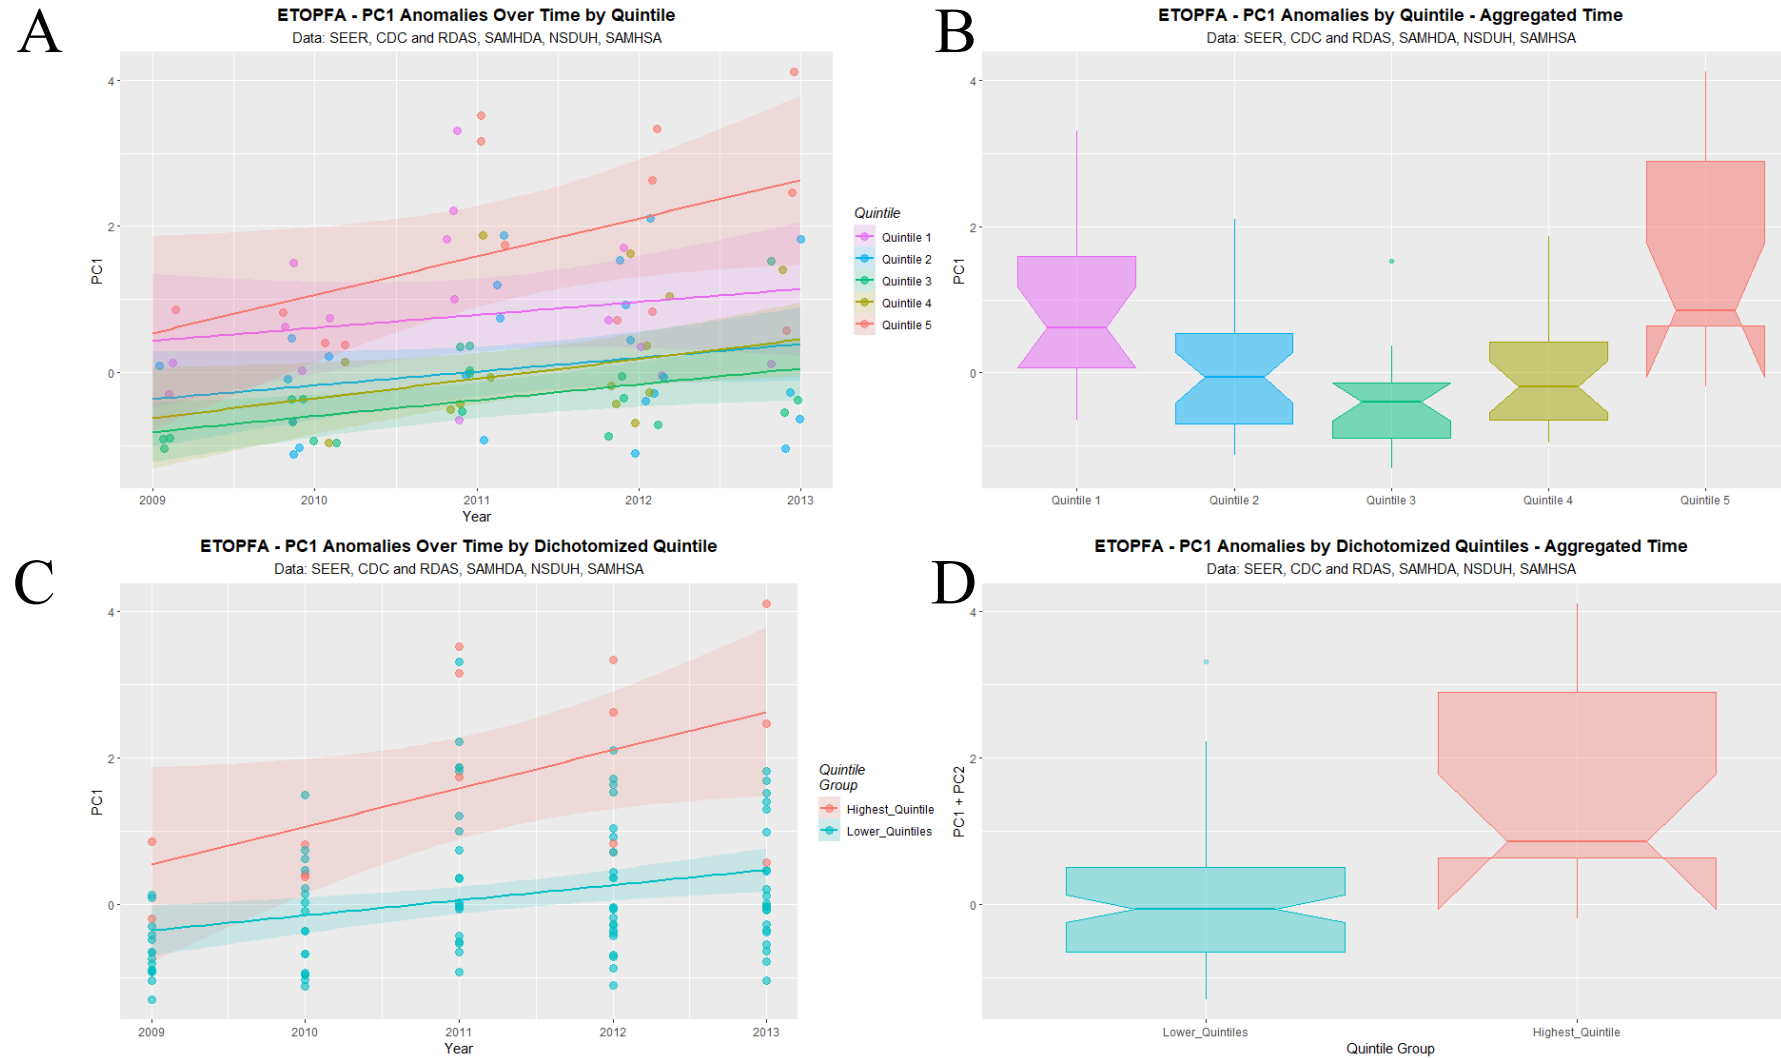 A
ETOPFA - PC1 Anomalies Over Time by Quintile
Data: SEER, CDC and RDAS, SAMHDA, NSDUH, SAMHSA
PC1
4
2
0
2009
2010
2011
2012
2013
Year
Quintile
Quintile 1
Quintile 2
Quintile 3
Quintile 4
Quintile 5
B
ETOPFA - PC1 Anomalies by Quintile - Aggregated Time
Data: SEER, CDC and RDAS, SAMHDA, NSDUH, SAMHSA
PC1
4
2
0
Quintile 1
Quintile 2
Quintile 3
Quintile 4
Quintile 5
C
ETOPFA - PC1 Anomalies Over Time by Dichotomized Quintile
Data: SEER, CDC and RDAS, SAMHDA, NSDUH, SAMHSA
PC1
4
2
0
2009
2010
2011
2012
2013
Year
Quintile
Group
Highest_Quintile
Lower_Quintiles
D
ETOPFA - PC1 Anomalies by Dichotomized Quintiles - Aggregated Time
Data: SEER, CDC and RDAS, SAMHDA, NSDUH, SAMHSA
PC1 + PC2
4
2
0
Lower_Quintiles
Highest_Quintile
Quintile Group